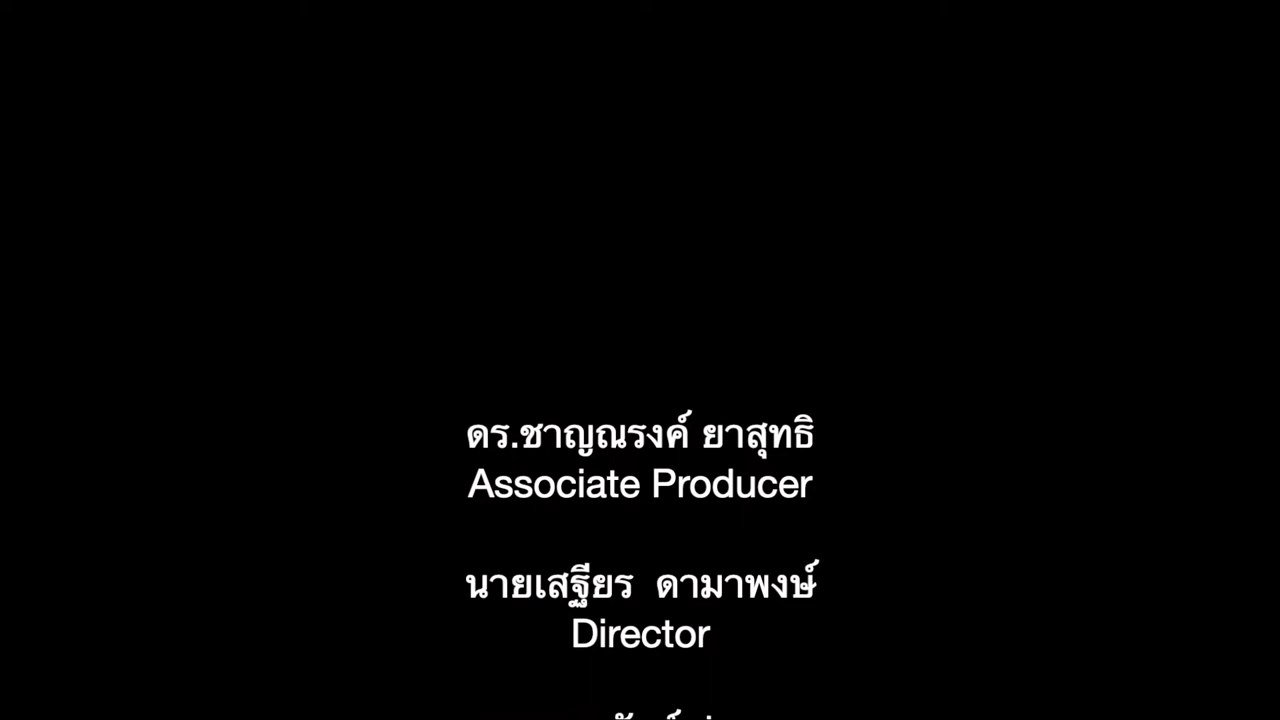 ดร.ชาญณรงค์ ยาสุทธิ
Associate Producer
นายเสฐียร ดามาพงษ์
Director